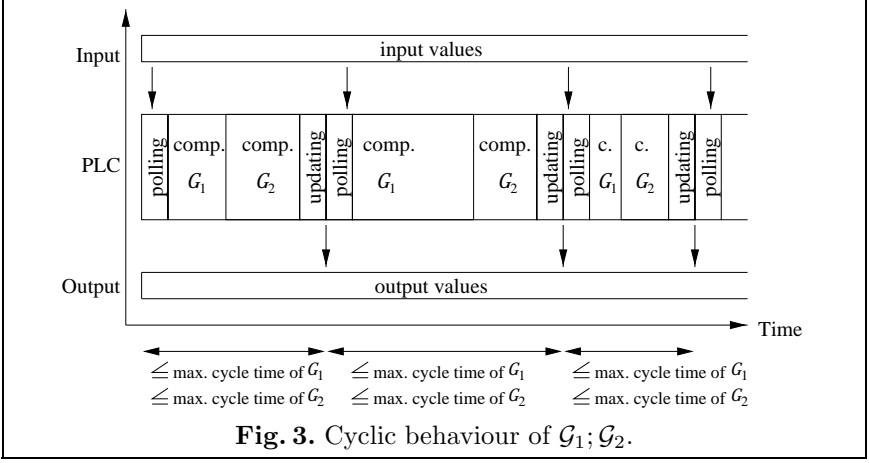 Input
input values
PLC
polling
comp.
G1
comp.
G2
updating
polling
comp.
G1
comp.
G2
updating
polling
c.
G1
c.
G2
updating
polling
Output
output values
Time
≤ max. cycle time of G1
≤ max. cycle time of G2
≤ max. cycle time of G1
≤ max. cycle time of G2
≤ max. cycle time of G1
≤ max. cycle time of G2
Fig. 3. Cyclic behaviour of G1; G2.